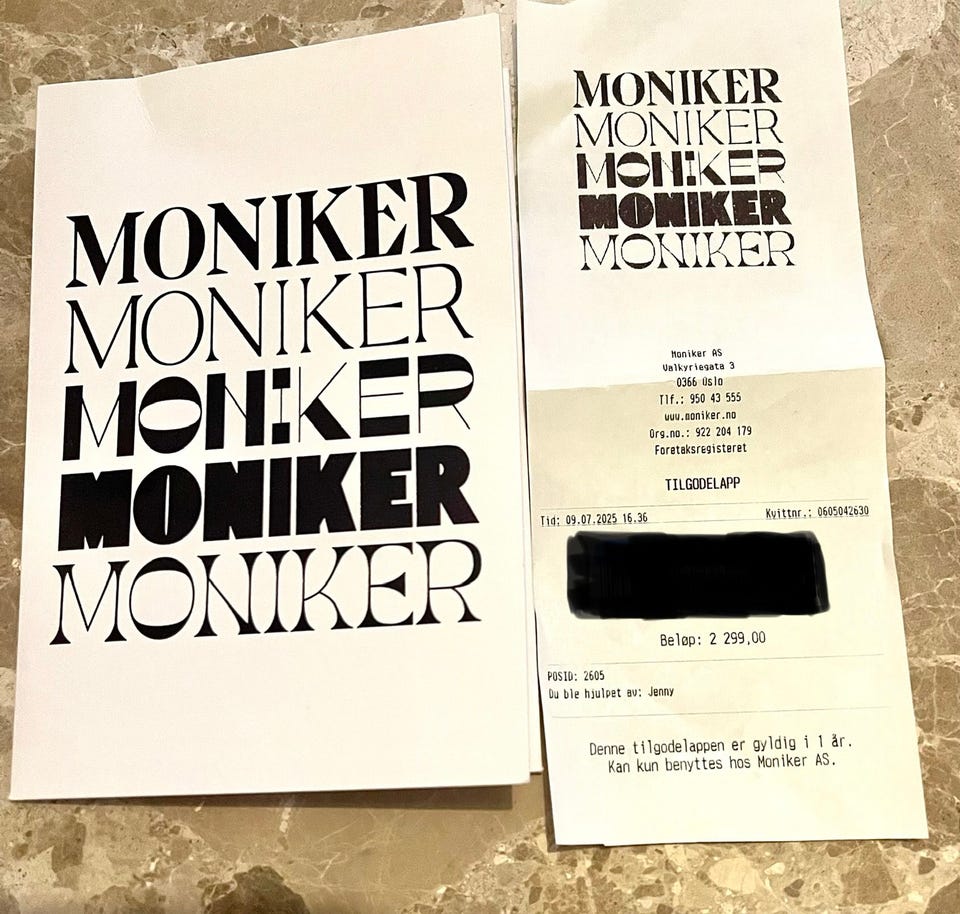 MONIKER
MONIKER
MONIKER
MONIKER
MONIKER
MONIKER
MONIKER
MONIKER
MONIKER
MONIKER
Moniker AS
Valkyriegata 3
0366 Oslo
Tlf.: 950 43 555
www.moniker.no
Org.no.: 922 204 179
Foretaksregisteret
TILGODELAPP
Tid: 09.07.2025 16.36 Kvittnr.: 0605042630
Beløp: 2 299,00
POSID: 2605
Du ble hjulpet av: Jenny
Denne tilgodelappen er gyldig i 1 år.
Kan kun benyttes hos Moniker AS.